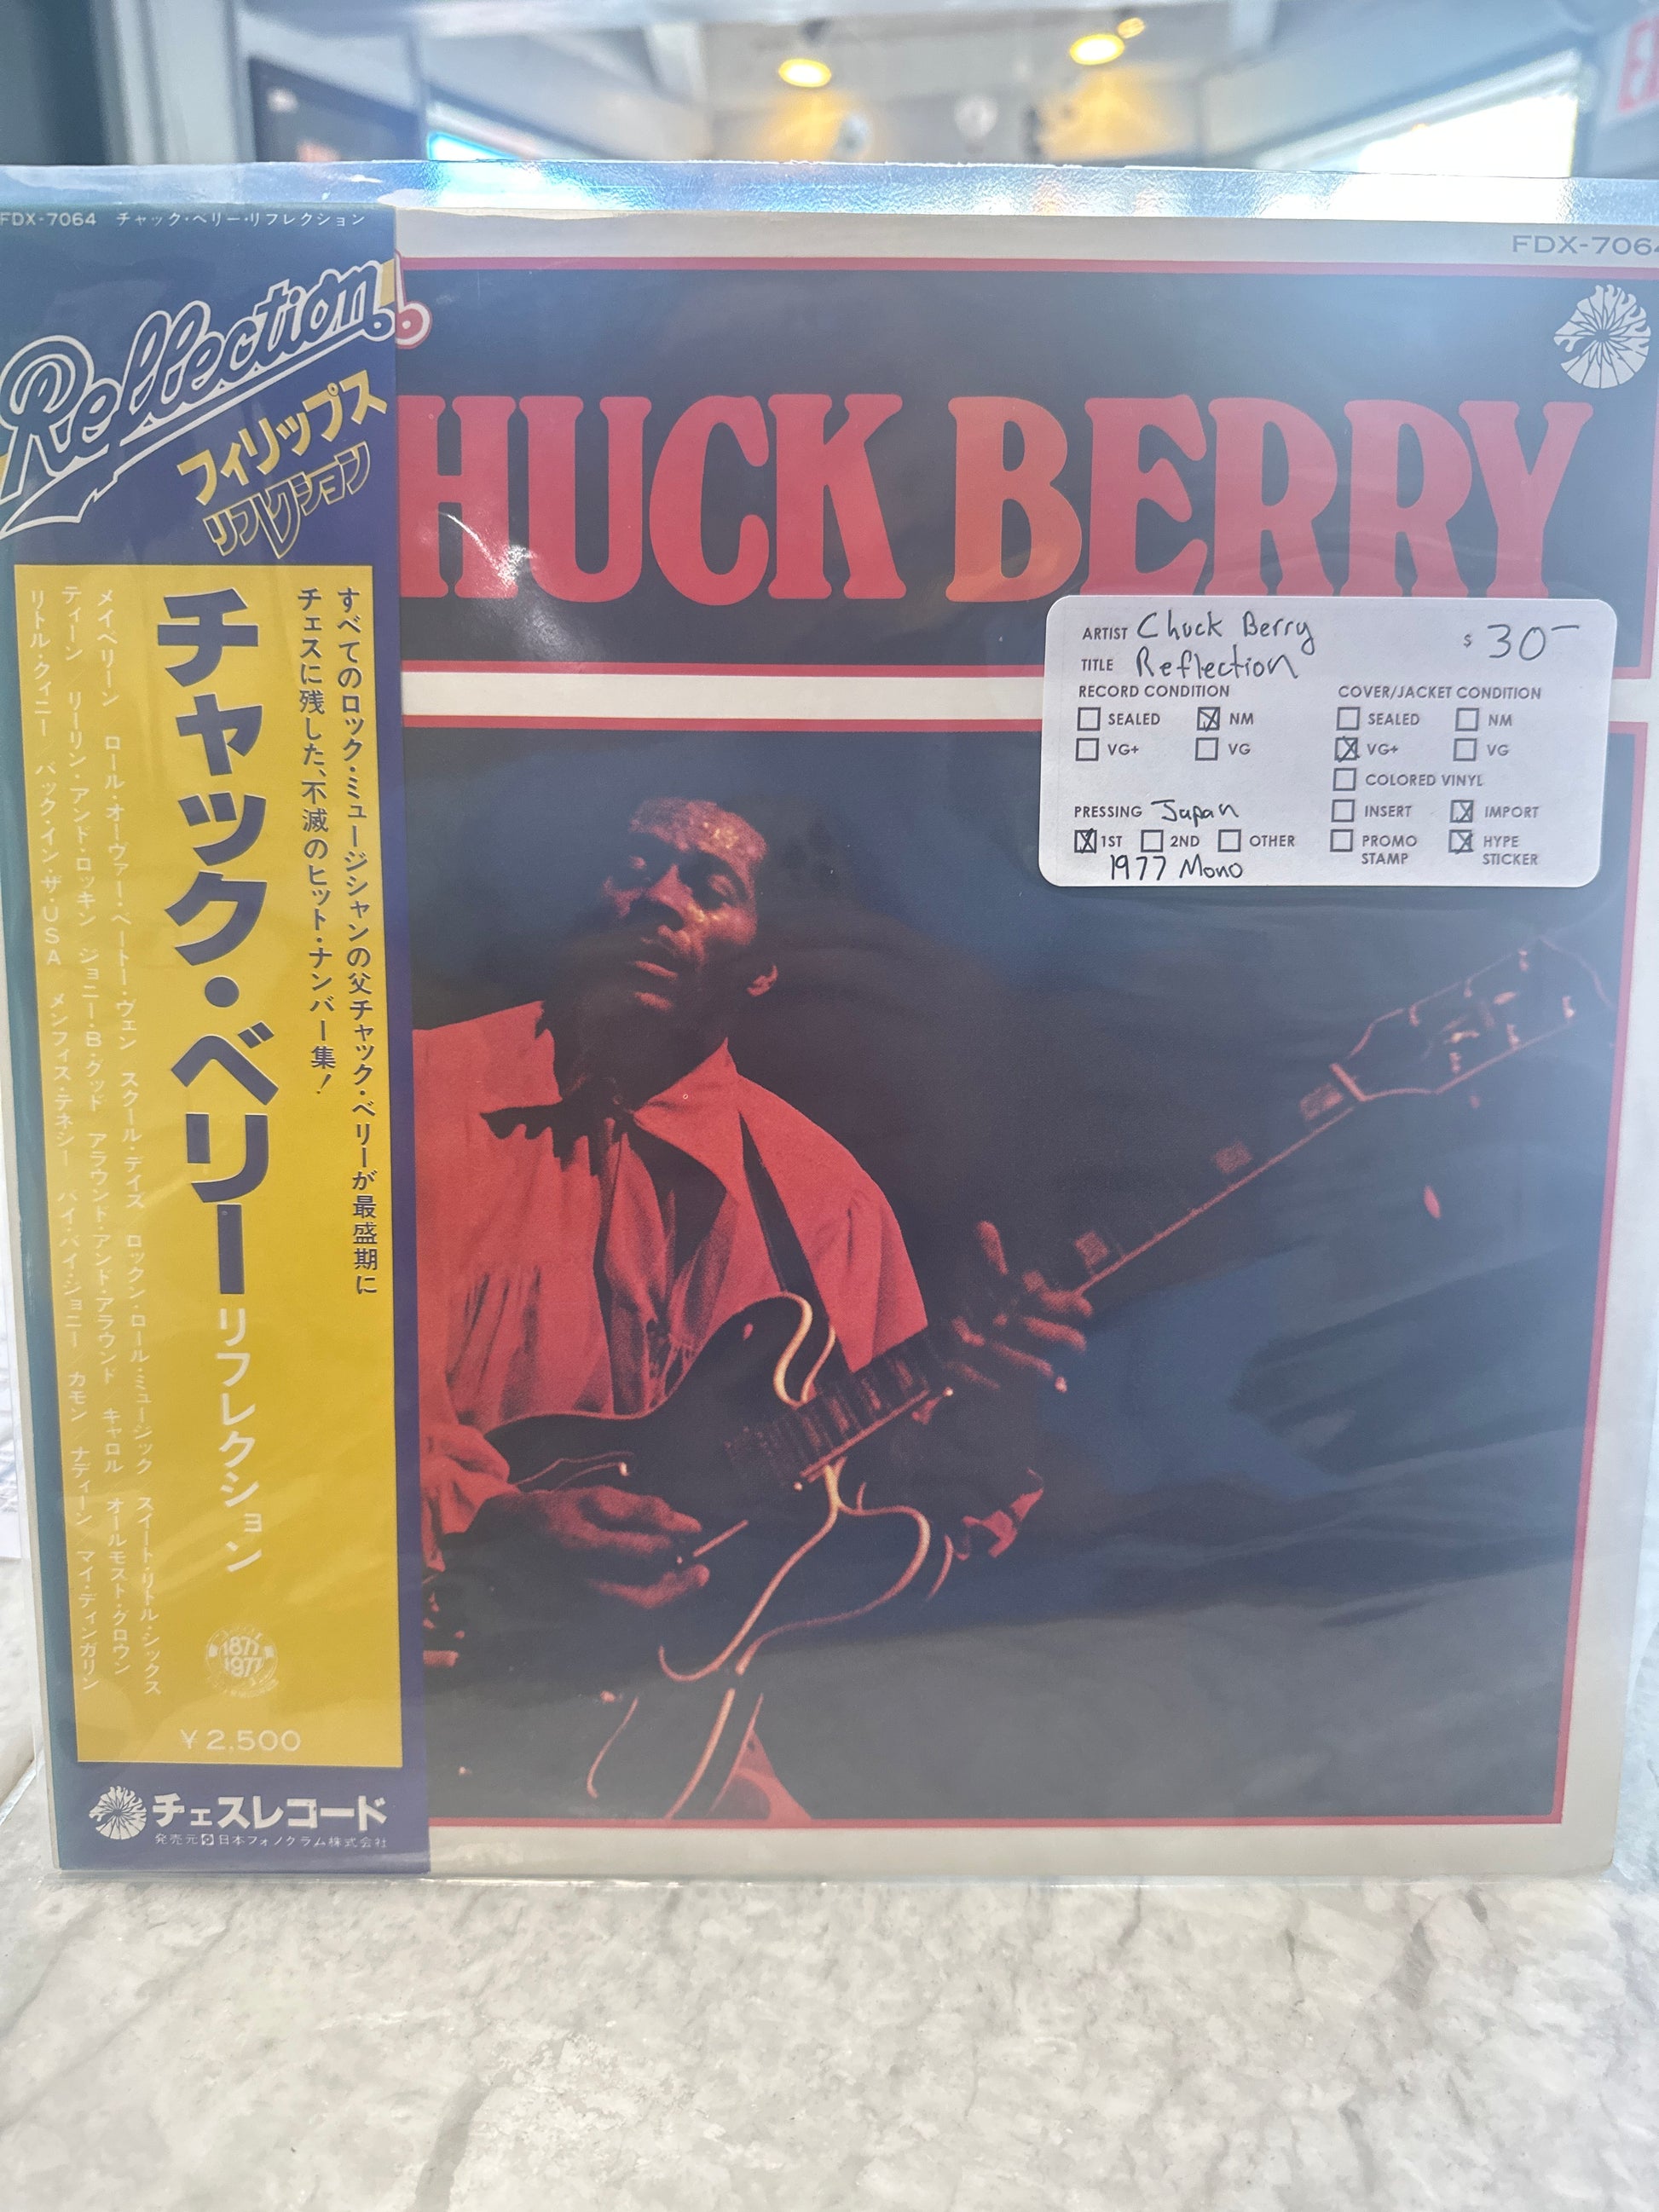 FDX-7064 チャック・ベリー・リフレクション
Reflection
フィリップス
リフレクション
すべてのロック・ミュージシャンの父チャック・ベリーが最盛期に
チェスに残した、不滅のヒット・ナンバー集!
チャック・ベリー リフレクション
メイベリーン ロール・オーヴァー・ベートー・ヴェン スクール・デイズ ロックン・ロール・ミュージック スイート・リトル・シックス
ティーン リーリン・アンド・ロッキン ジョニー・B・グッド アラウンド・アンド・アラウンド キャロル オールモスト・グロウン
リトル・クィニー バック・イン・ザ・USA メンフィス・テネシー バイ・バイ・ジョニー カモン ナディーン マイ・ディンガリン
1877
1977
¥2.500
チェスレコード
発売元 日本フォノグラム株式会社
FDX-7064
HUCK BERRY
ARTIST Chuck Berry $ 30—
TITLE Reflection
RECORD CONDITION COVER/JACKET CONDITION
SEALED NM SEALED NM
VG+ VG VG+ VG
COLORED VINYL
PRESSING Japan INSERT IMPORT
1ST 2ND OTHER PROMO STAMP HYPE STICKER
1977 Mono